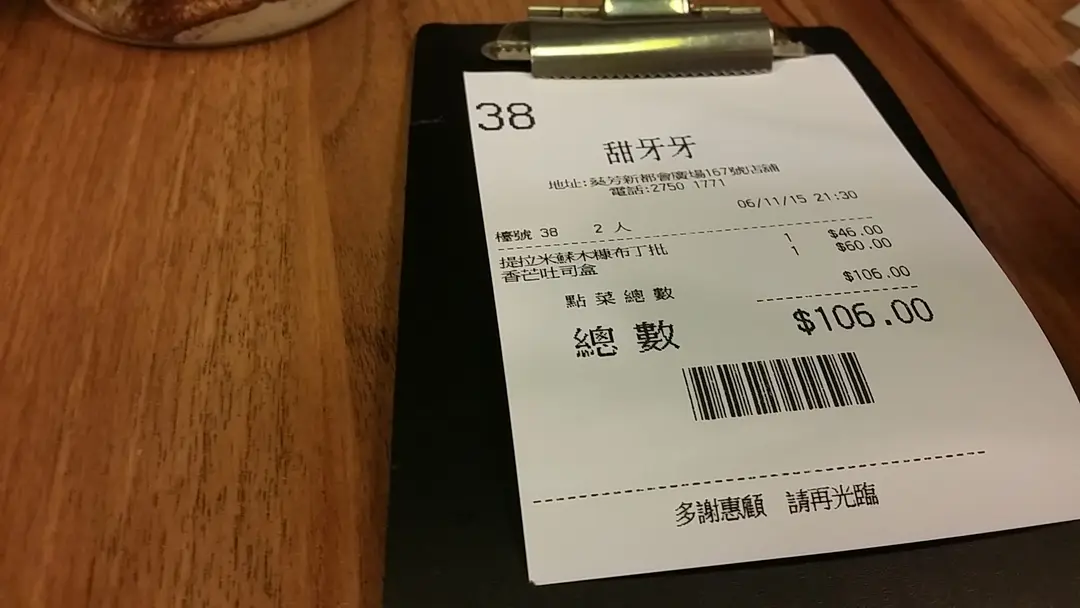 38
甜牙牙
地址:葵芳新都會廣場167號店舖
電話:2750 1771
06/11/15 21:30
檯號 38 2 人
提拉米蘇木糠布丁批 1 $46.00
香芒吐司盒 1 $60.00
點菜總數 $106.00
總數 $106.00
多謝惠顧 請再光臨